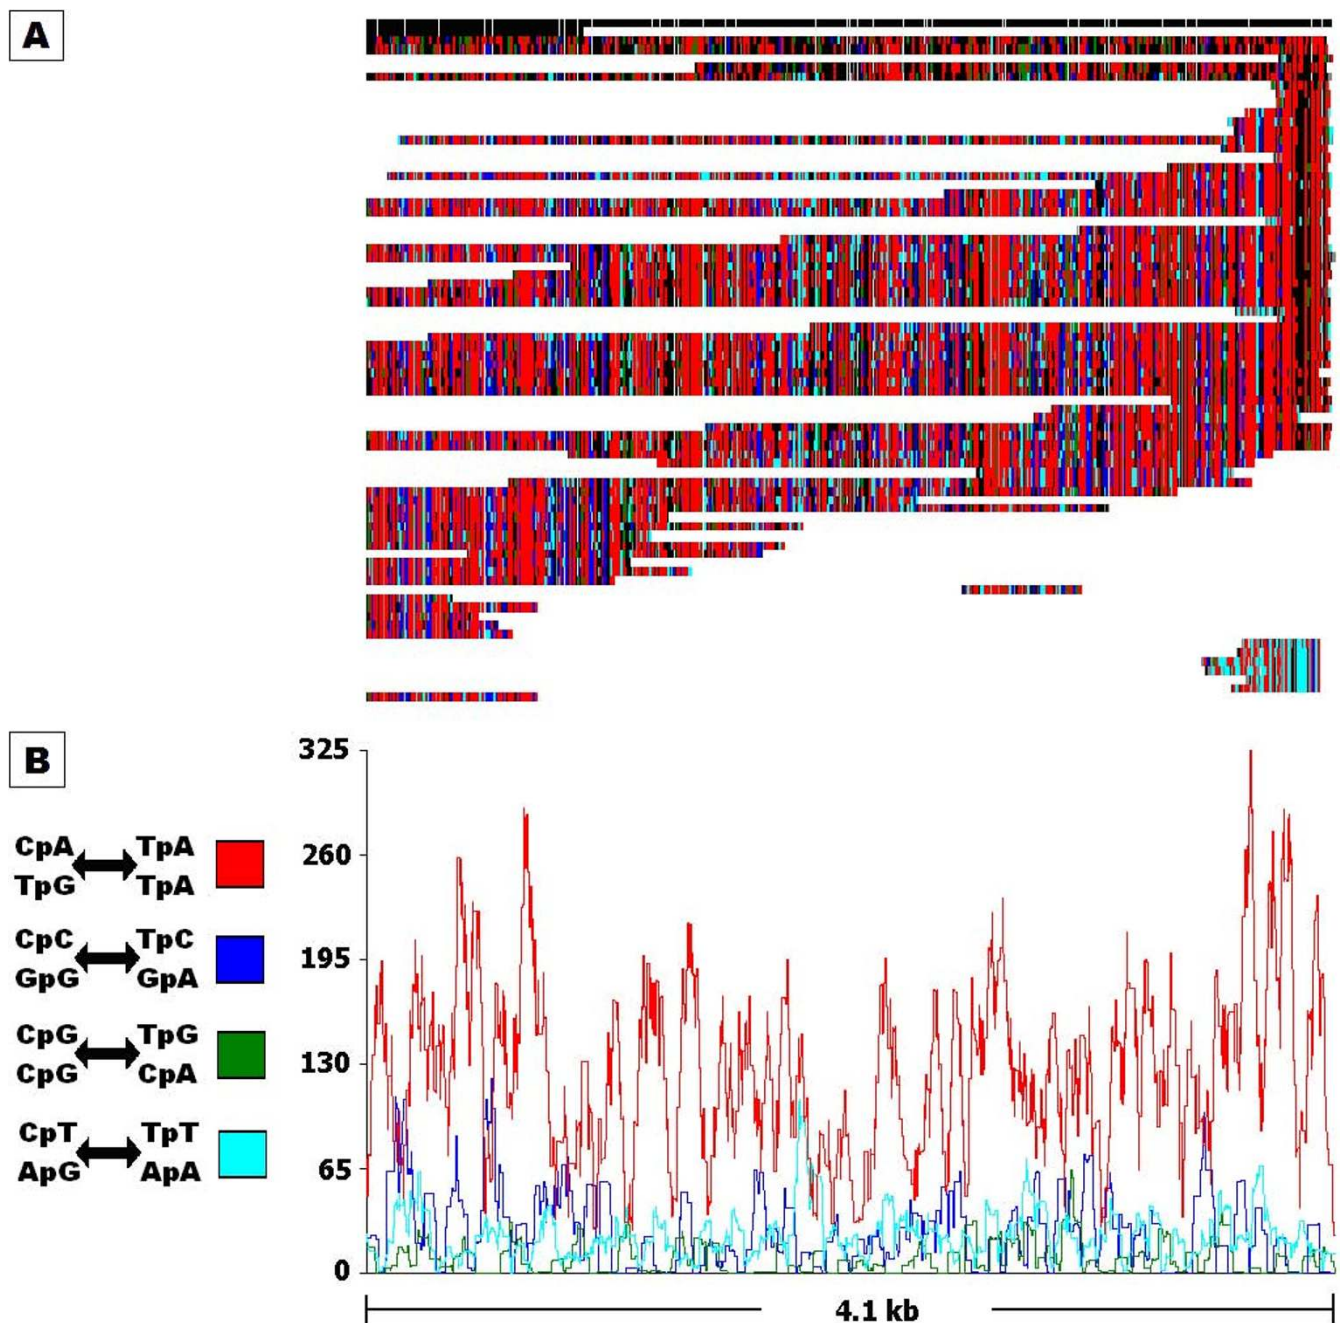 A
B
325
260
195
130
65
0
CpA TpA
TpG TpA
CpC TpC
GpG GpA
CpG TpG
CpG CpA
CpT TpT
ApG ApA
4.1 kb